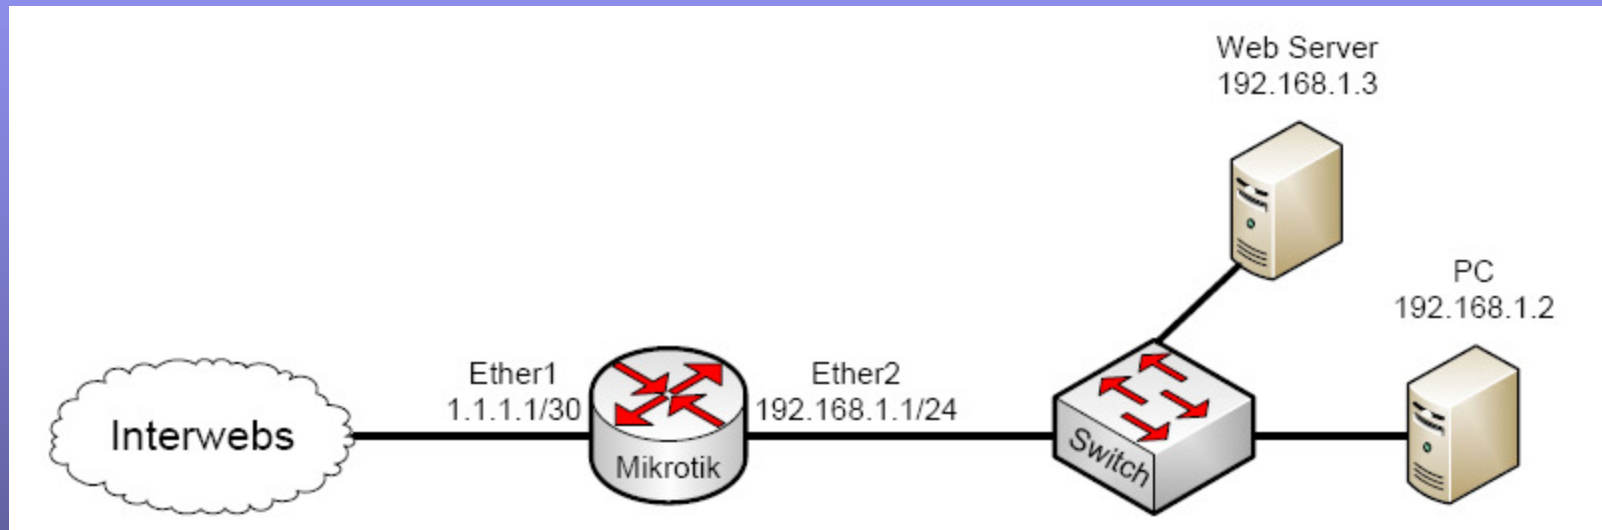 Web Server
192.168.1.3
PC
192.168.1.2
Ether1
1.1.1.1/30
Ether2
192.168.1.1/24
Interwebs
Mikrotik
Switch